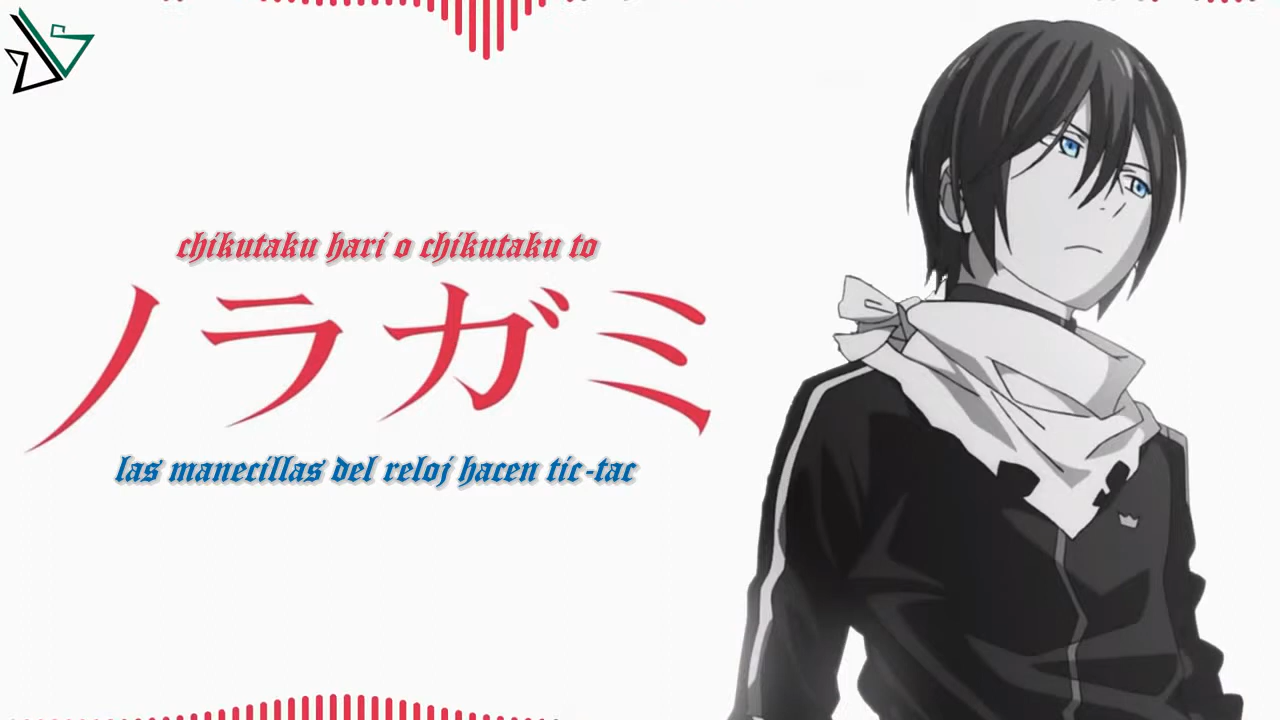 chikutaku hari o chikutaku to
ノラガミ
las manecillas del reloj hacen tic-tac